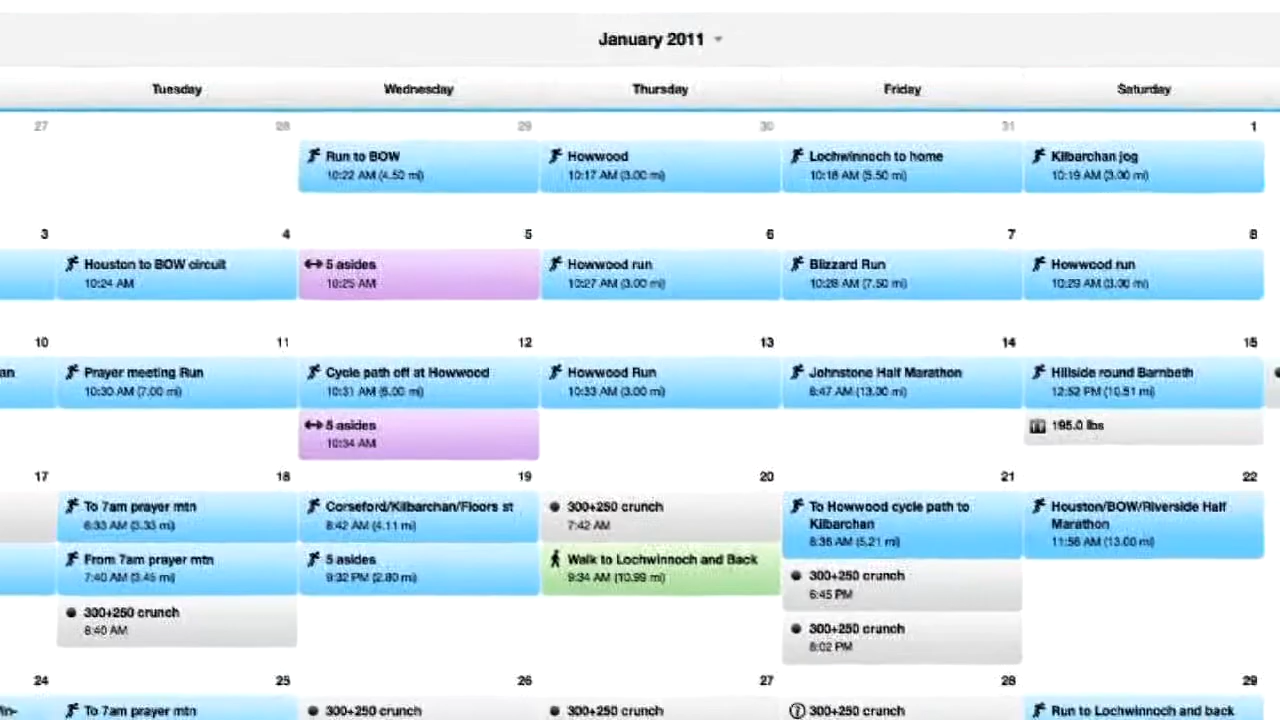 January 2011
Tuesday Wednesday Thursday Friday Saturday
27 28 29 30 31 1
Run to BOW Howwood Lochwinnoch to home Kilbarchan jog
10:22 AM (4.50 mi) 10:17 AM (3.00 mi) 10:18 AM (5.50 mi) 10:19 AM (3.00 mi)
3 4 5 6 7 8
Houston to BOW circuit 5 asides Howwood run Blizzard Run Howwood run
10:24 AM 10:25 AM 10:27 AM (3.00 mi) 10:28 AM (7.50 mi) 10:29 AM (3.00 mi)
10 11 12 13 14 15
an Prayer meeting Run Cycle path off at Howwood Howwood Run Johnstone Half Marathon Hillside round Barnbeth
10:30 AM (7.00 mi) 10:31 AM (6.00 mi) 10:33 AM (3.00 mi) 8:47 AM (13.00 mi) 12:52 PM (10.51 mi)
5 asides 195.0 lbs
10:34 AM
17 18 19 20 21 22
To 7am prayer mtn Corseford/Kilbarchan/Floors st 300+250 crunch To Howwood cycle path to Houston/BOW/Riverside Half
6:33 AM (3.33 mi) 8:42 AM (4.11 mi) 7:42 AM Kilbarchan Marathon
8:36 AM (5.21 mi) 11:56 AM (13.00 mi)
From 7am prayer mtn 5 asides Walk to Lochwinnoch and Back 300+250 crunch
7:40 AM (3.45 mi) 9:32 PM (2.80 mi) 9:34 AM (10.99 mi) 6:45 PM
300+250 crunch 300+250 crunch
8:40 AM 8:02 PM
24 25 26 27 28 29
To 7am prayer mtn 300+250 crunch 300+250 crunch 300+250 crunch Run to Lochwinnoch and back